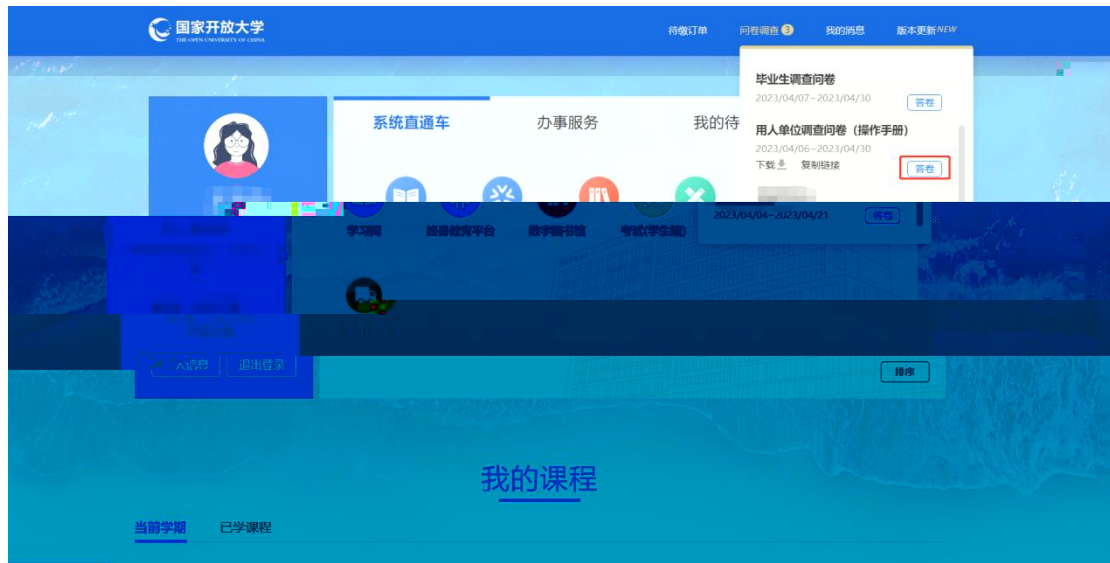 国家开放大学
THE OPEN UNIVERSITY OF CHINA
待缴订单 问卷调查 3 我的消息 版本更新NEW
毕业生调查问卷
2023/04/07-2023/04/30 答卷
用人单位调查问卷（操作手册）
2023/04/06-2023/04/30
下载 复制链接 答卷
2023/04/04-2023/04/21 答卷
系统直通车 办事服务 我的待
学习网 终身教育平台 数字图书馆 考试(学生端)
人信息 退出登录
排序
我的课程
当前学期 已学课程